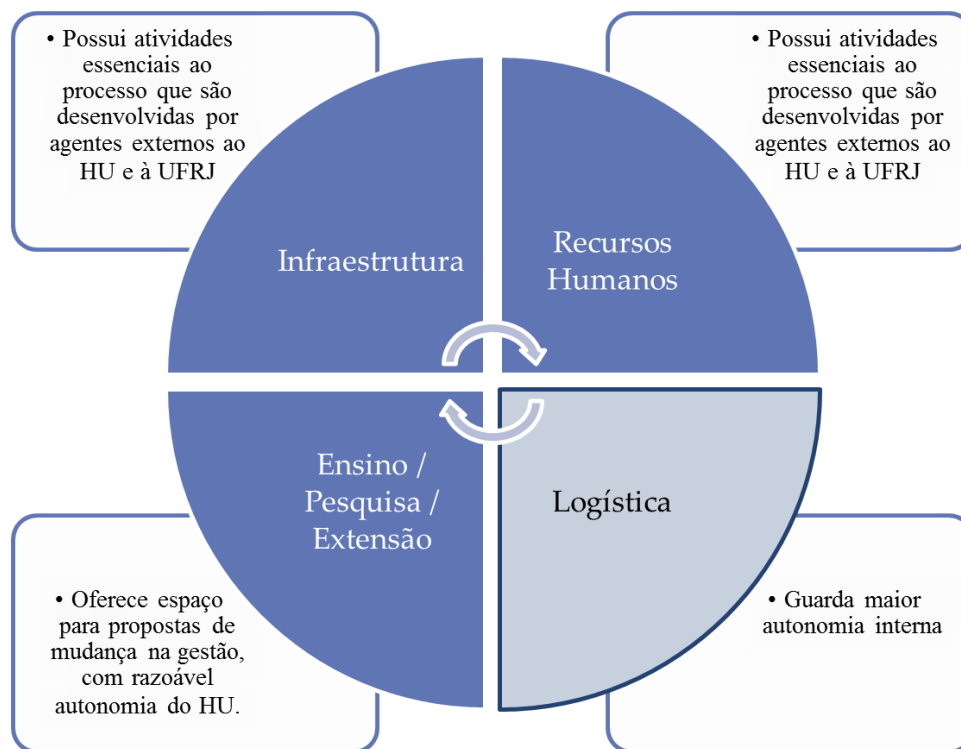 • Possui atividades
essenciais ao
processo que são
desenvolvidas por
agentes externos ao
HU e à UFRJ
• Possui atividades
essenciais ao
processo que são
desenvolvidas por
agentes externos ao
HU e à UFRJ
Infraestrutura
Recursos
Humanos
Ensino /
Pesquisa /
Extensão
Logística
• Oferece espaço
para propostas de
mudança na gestão,
com razoável
autonomia do HU.
• Guarda maior
autonomia interna